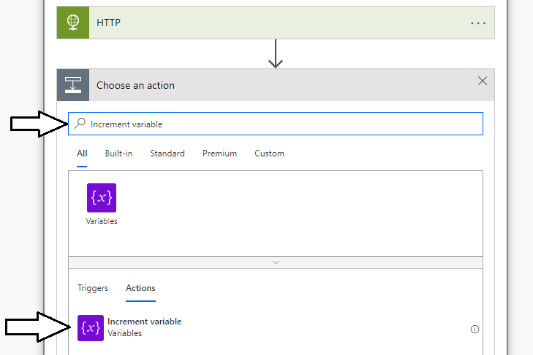 HTTP
Choose an action
Increment variable
All Built-in Standard Premium Custom
{x}
Variables
Triggers Actions
{x} Increment variable
Variables